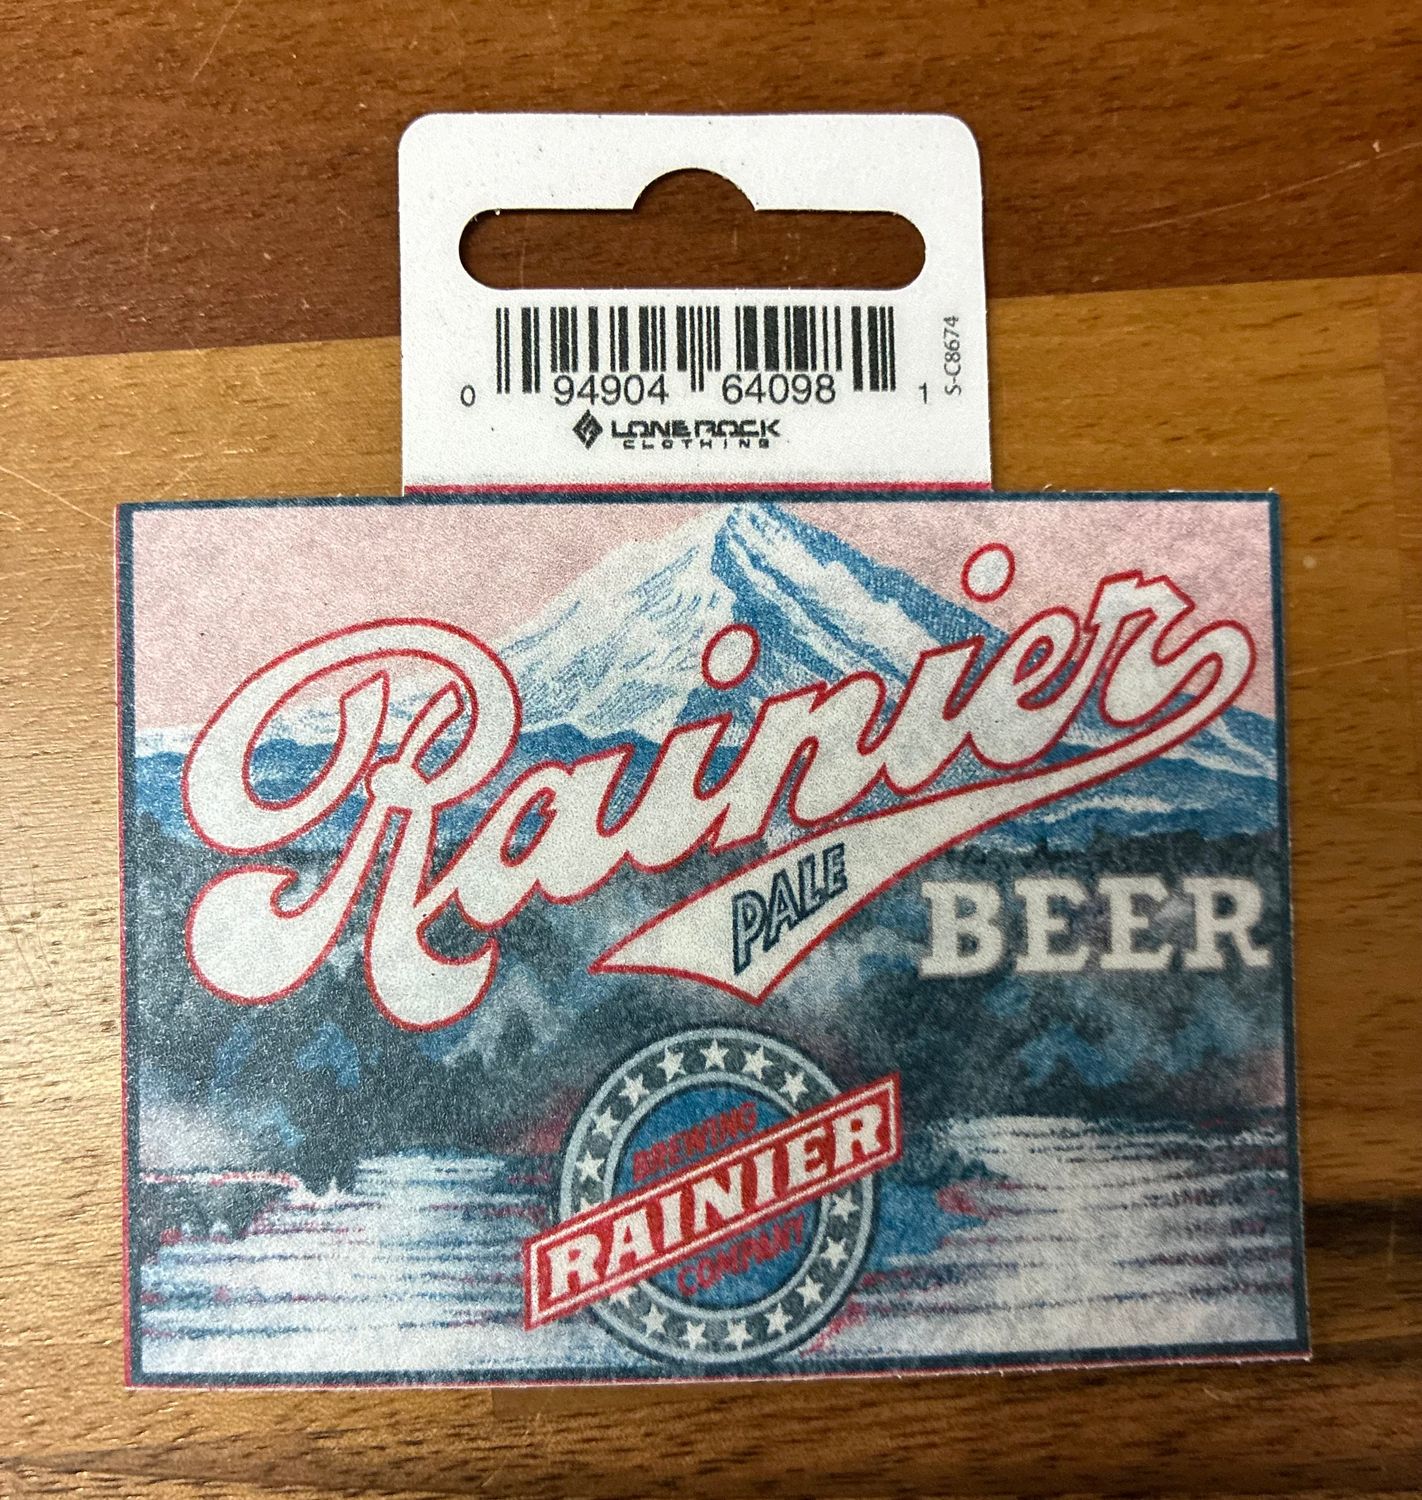 0 94904 64098 1
S-C8674
LONE ROCK
CLOTHING
Rainier
PALE
BEER
BREWING
RAINIER
COMPANY